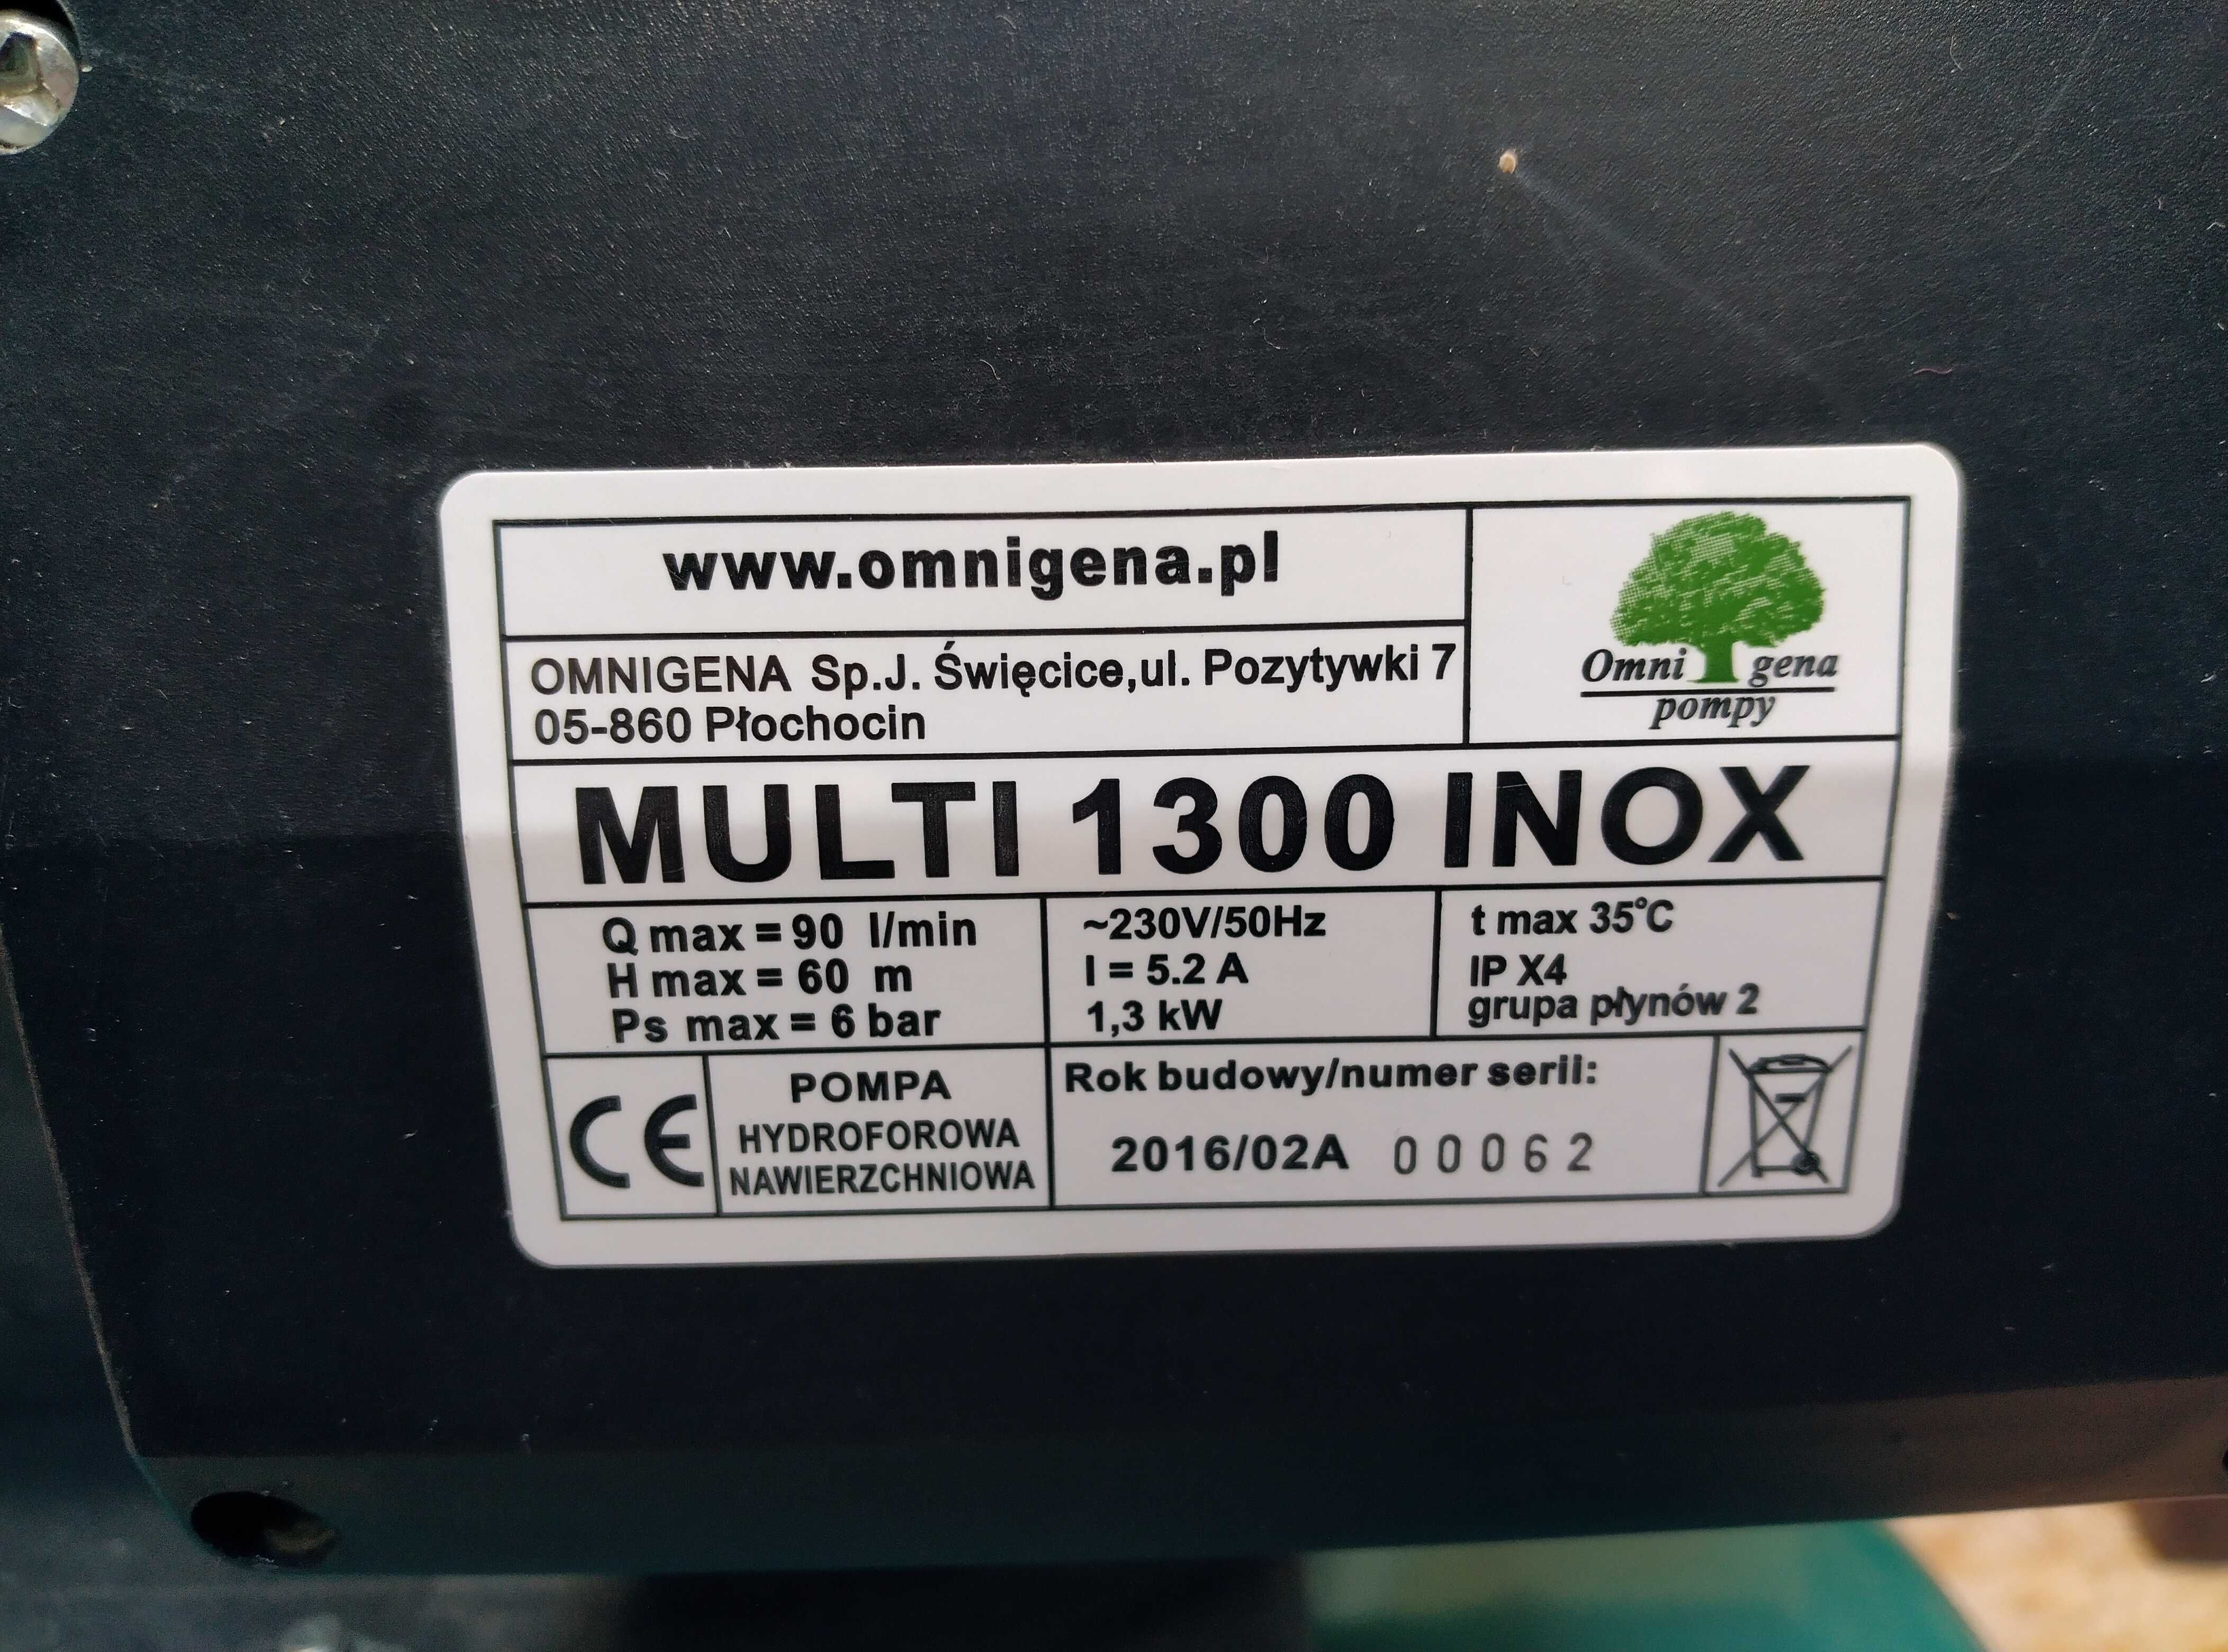 www.omnigena.pl
OMNIGENA Sp.J. Święcice,ul. Pozytywki 7
05-860 Płochocin
Omni gena
pompy
MULTI 1300 INOX
Q max = 90 l/min
H max = 60 m
Ps max = 6 bar
~230V/50Hz
I = 5.2 A
1,3 kW
t max 35°C
IP X4
grupa płynów 2
CE
POMPA
HYDROFOROWA
NAWIERZCHNIOWA
Rok budowy/numer serii:
2016/02A 00062